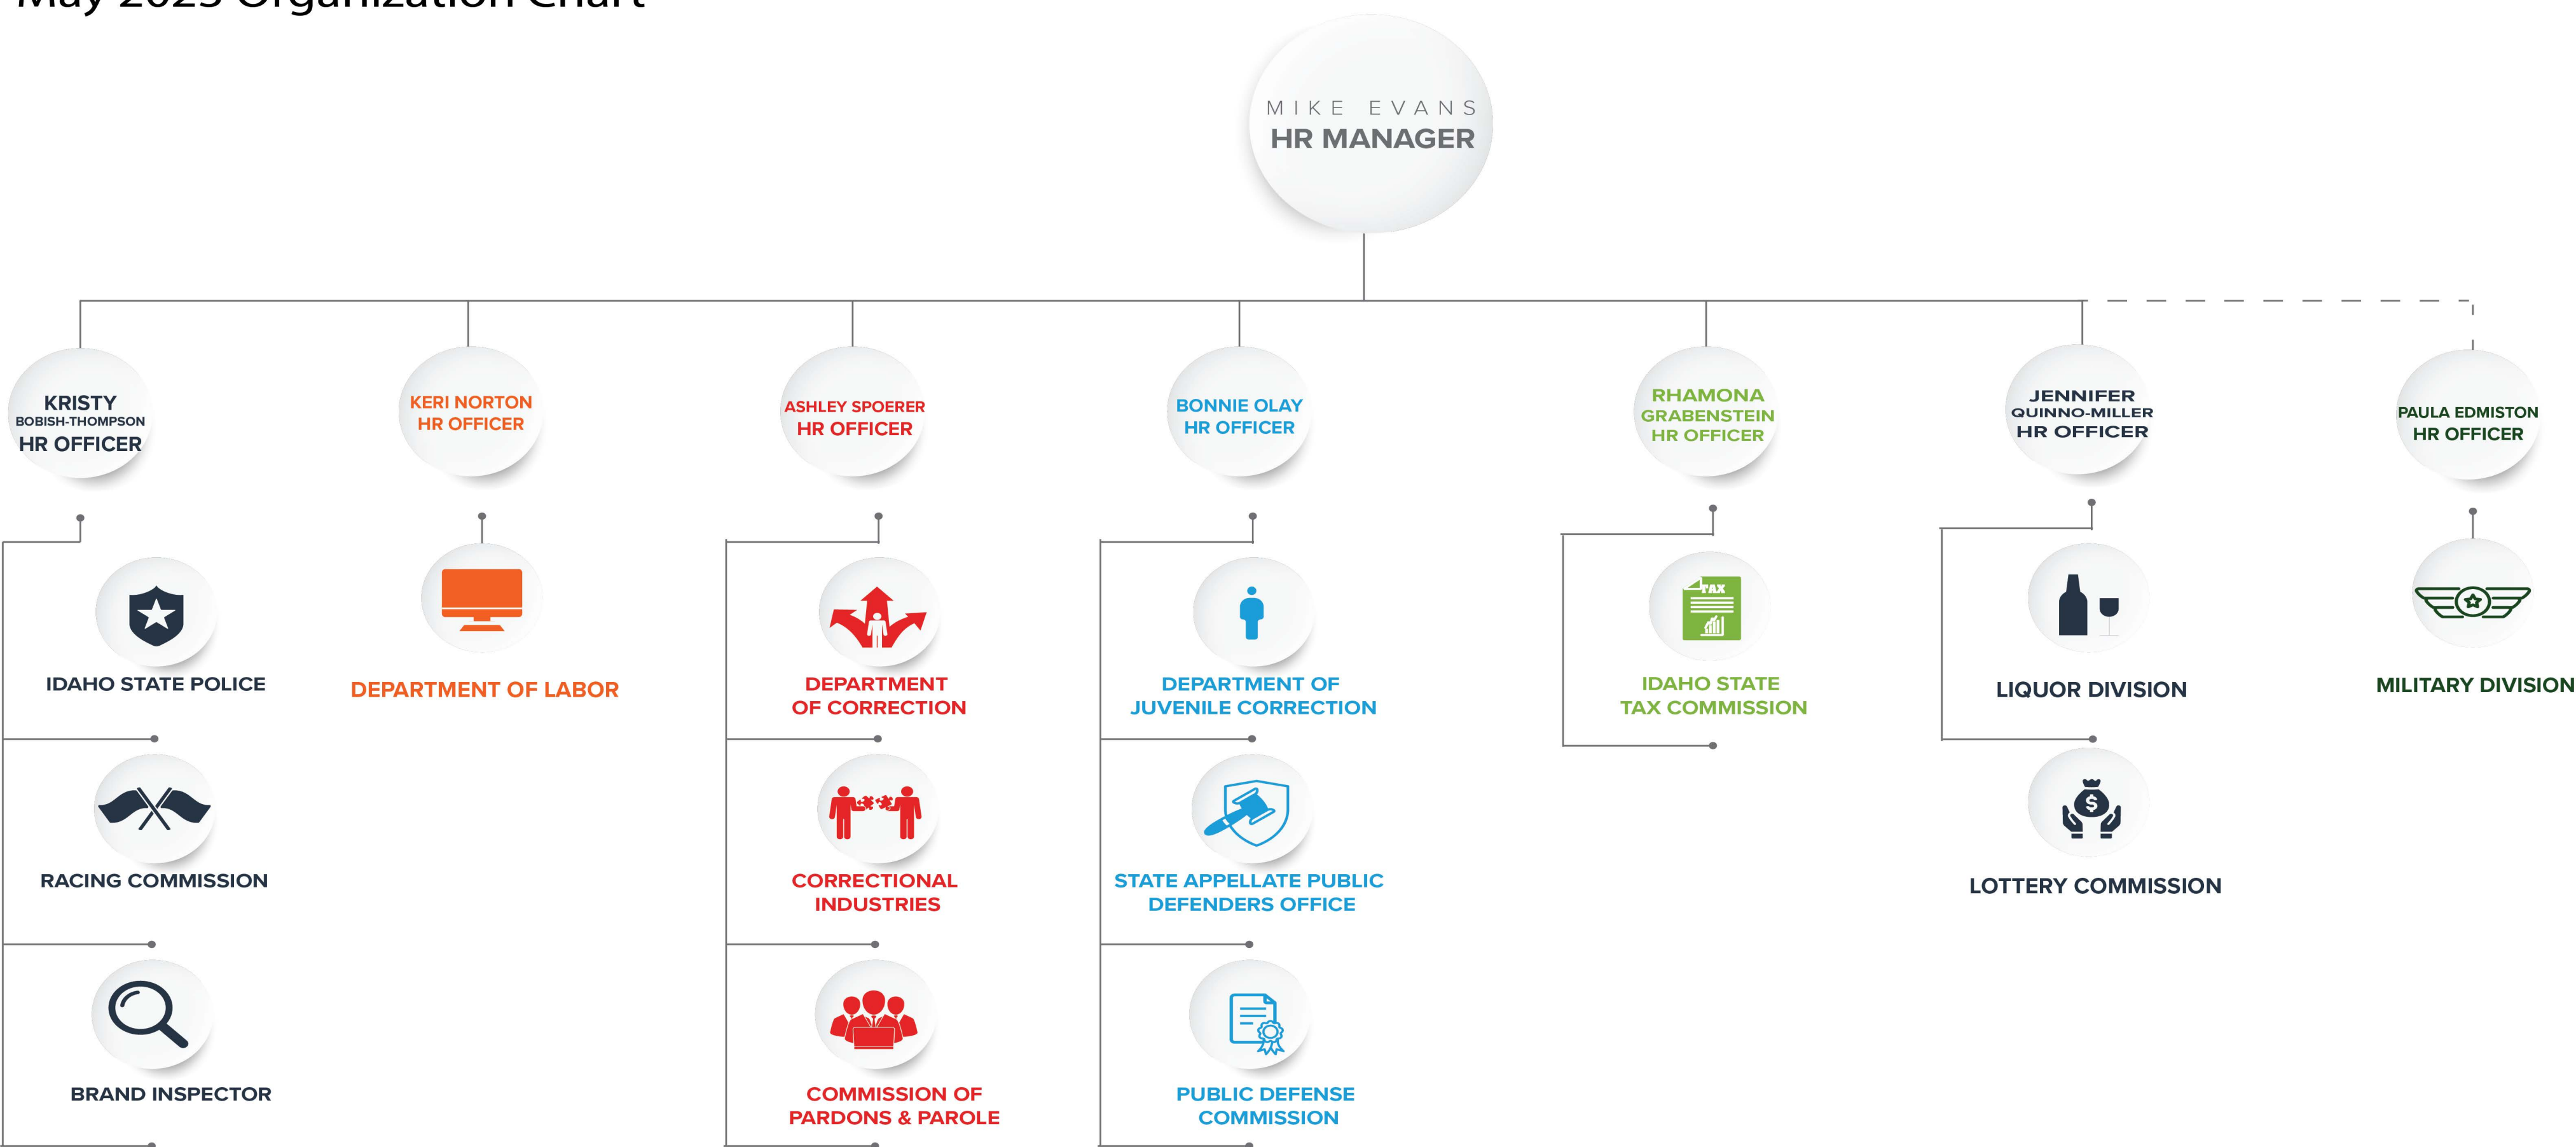 May 2023 Organization Chart
MIKE EVANS
HR MANAGER
KRISTY
BOBISH-THOMPSON
HR OFFICER
KERI NORTON
HR OFFICER
ASHLEY SPOERER
HR OFFICER
BONNIE OLAY
HR OFFICER
RHAMONA
GRABENSTEIN
HR OFFICER
JENNIFER
QUINNO-MILLER
HR OFFICER
PAULA EDMISTON
HR OFFICER
IDAHO STATE POLICE
RACING COMMISSION
BRAND INSPECTOR
DEPARTMENT OF LABOR
DEPARTMENT
OF CORRECTION
CORRECTIONAL
INDUSTRIES
COMMISSION OF
PARDONS & PAROLE
DEPARTMENT OF
JUVENILE CORRECTION
STATE APPELLATE PUBLIC
DEFENDERS OFFICE
PUBLIC DEFENSE
COMMISSION
TAX
IDAHO STATE
TAX COMMISSION
LIQUOR DIVISION
$
LOTTERY COMMISSION
MILITARY DIVISION